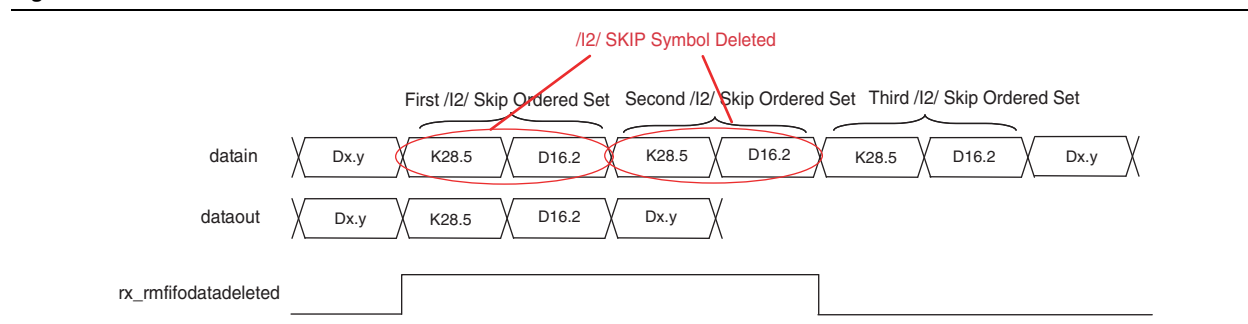 /I2/ SKIP Symbol Deleted
First /I2/ Skip Ordered Set Second /I2/ Skip Ordered Set Third /I2/ Skip Ordered Set
datain Dx.y K28.5 D16.2 K28.5 D16.2 K28.5 D16.2 Dx.y
dataout Dx.y K28.5 D16.2 Dx.y
rx_rmfifodatadeleted